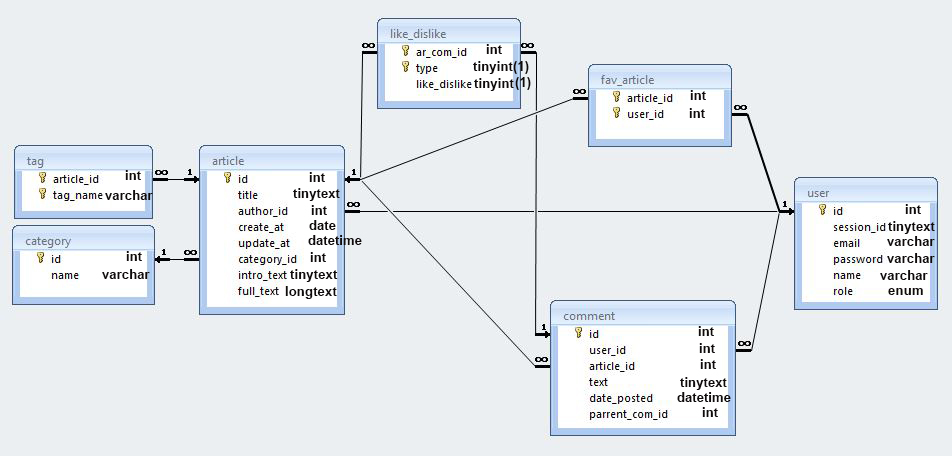 like_dislike
ar_com_id int
type tinyint(1)
like_dislike tinyint(1)
∞
∞
fav_article
article_id int
user_id int
∞
∞
tag
article_id int
tag_name varchar
∞ 1
article
id int
title tinytext
author_id int
create_at date
update_at datetime
category_id int
intro_text tinytext
full_text longtext
1
∞
category
id int
name varchar
1 ∞
user
id int
session_id tinytext
email varchar
password varchar
name varchar
role enum
1
comment
id int
user_id int
article_id int
text tinytext
date_posted datetime
parrent_com_id int
1
∞
∞